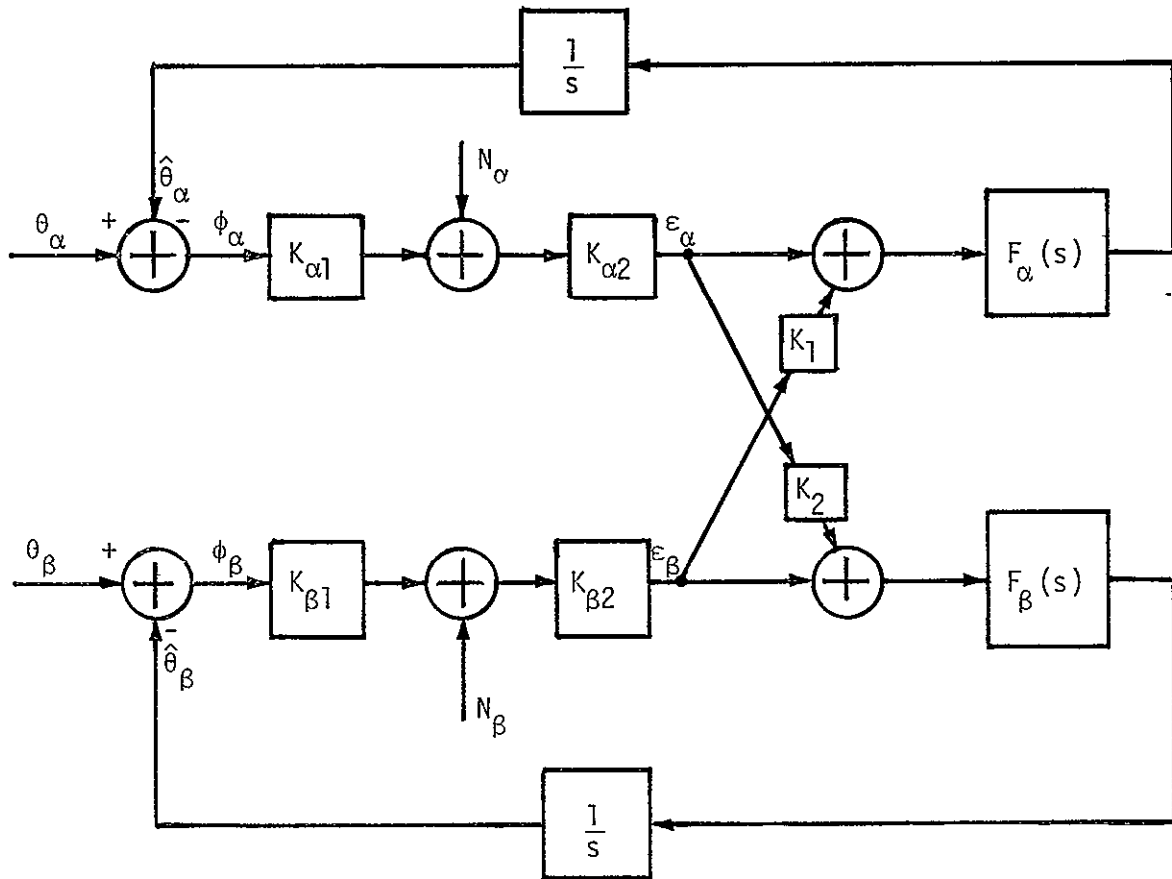 1
s
θ̂α
Nα
θα
+
-
ϕα
Kα1
Kα2
εα
Fα(s)
K1
K2
θβ
+
ϕβ
Kβ1
Kβ2
εβ
Fβ(s)
-
θ̂β
Nβ
1
s